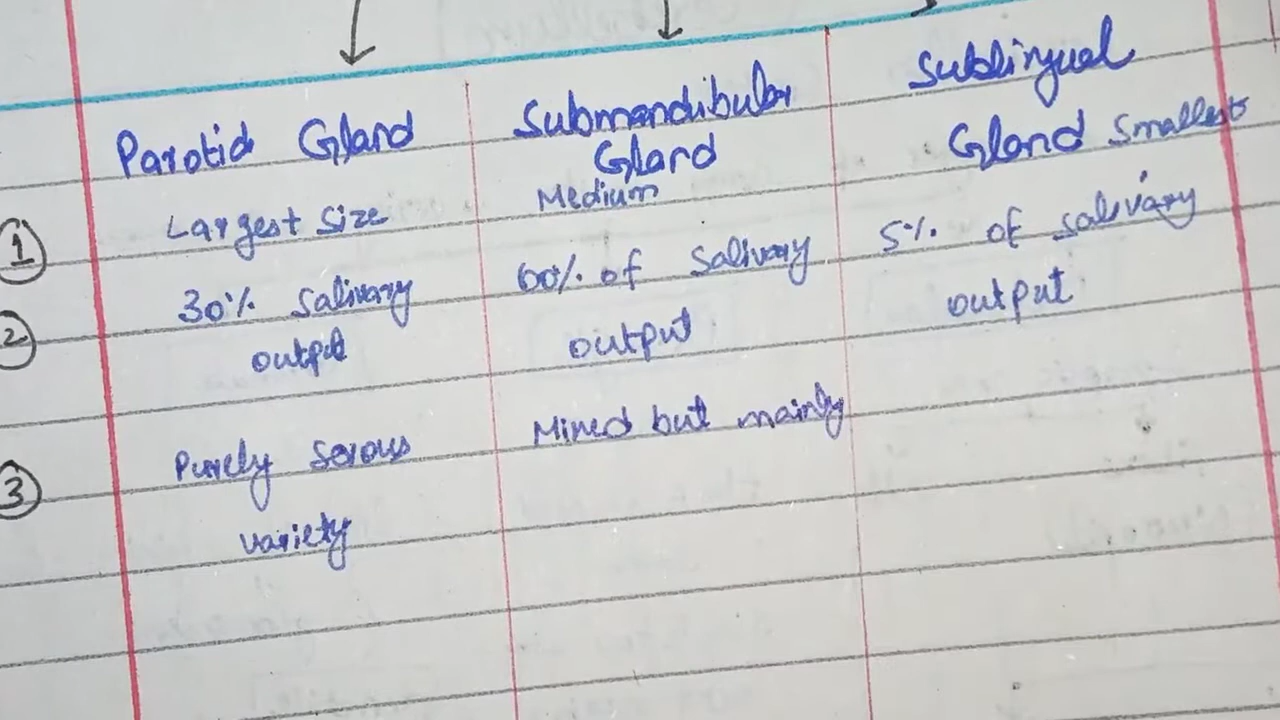 Parotid Gland
Submandibular
Gland
Sublingual
Gland Smallest
1
Largest Size
Medium
2
30% Salivary
output
60% of Salivary
output
5% of salivary
output
3
Purely Serous
variety
Mixed but mainly